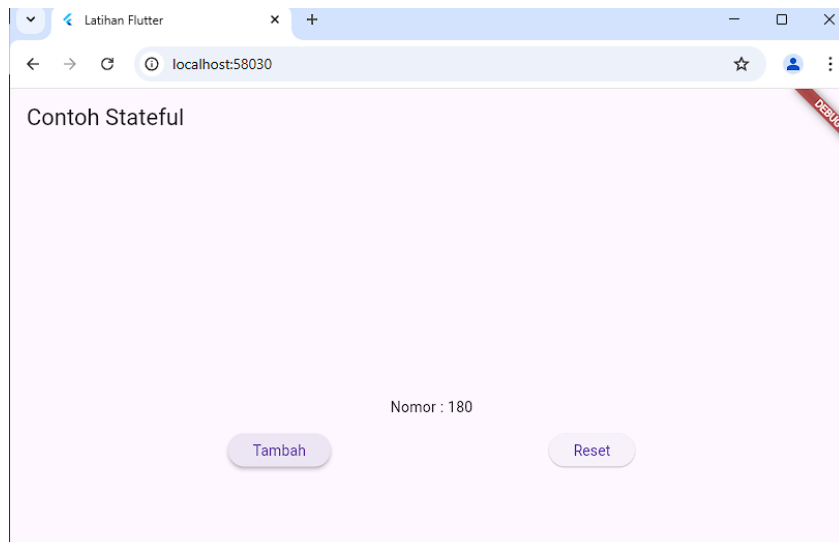 Latihan Flutter
localhost:58030
Contoh Stateful
DEBUG
Nomor : 180
Tambah
Reset